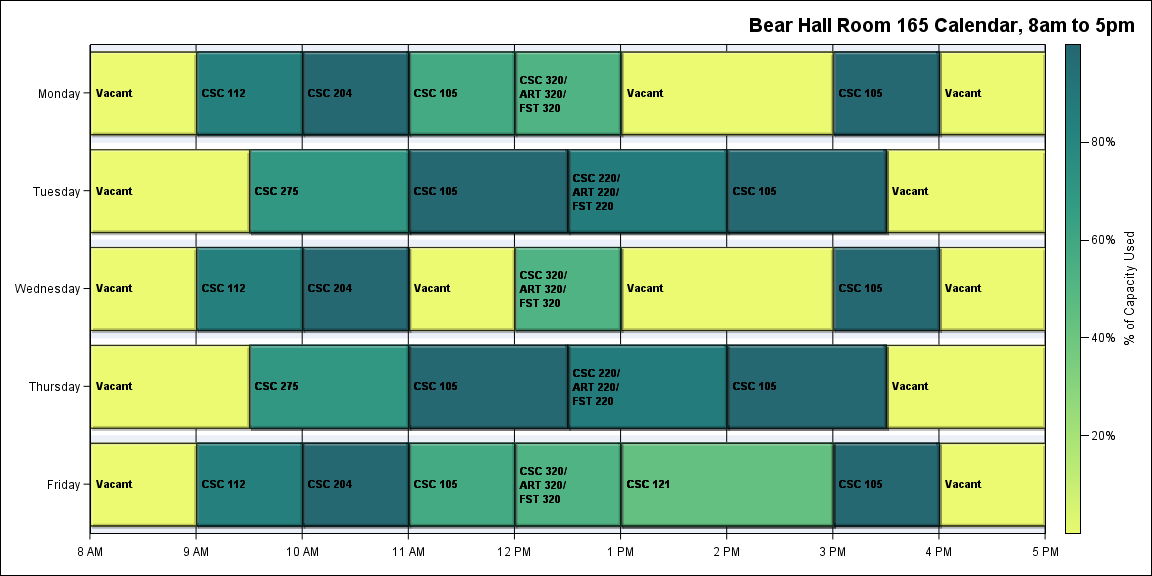 Bear Hall Room 165 Calendar, 8am to 5pm
Monday
Vacant
CSC 112
CSC 204
CSC 105
CSC 320/
ART 320/
FST 320
Vacant
CSC 105
Vacant
Tuesday
Vacant
CSC 275
CSC 105
CSC 220/
ART 220/
FST 220
CSC 105
Vacant
Wednesday
Vacant
CSC 112
CSC 204
Vacant
CSC 320/
ART 320/
FST 320
Vacant
CSC 105
Vacant
Thursday
Vacant
CSC 275
CSC 105
CSC 220/
ART 220/
FST 220
CSC 105
Vacant
Friday
Vacant
CSC 112
CSC 204
CSC 105
CSC 320/
ART 320/
FST 320
CSC 121
CSC 105
Vacant
8 AM
9 AM
10 AM
11 AM
12 PM
1 PM
2 PM
3 PM
4 PM
5 PM
80%
60%
40%
20%
% of Capacity Used